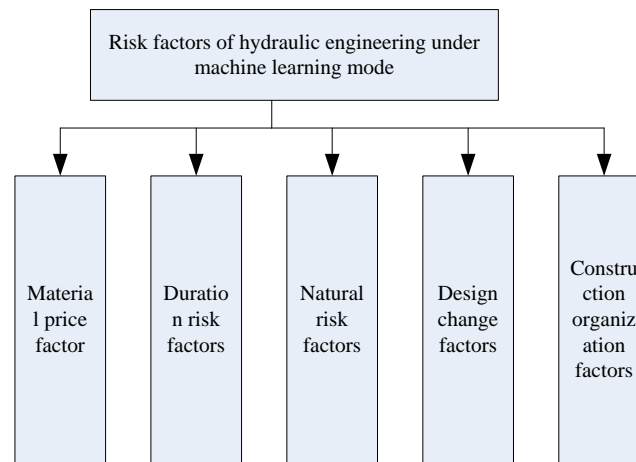 Risk factors of hydraulic engineering under
machine learning mode
Materia
l price
factor
Duratio
n risk
factors
Natural
risk
factors
Design
change
factors
Constru
ction
organiz
ation
factors